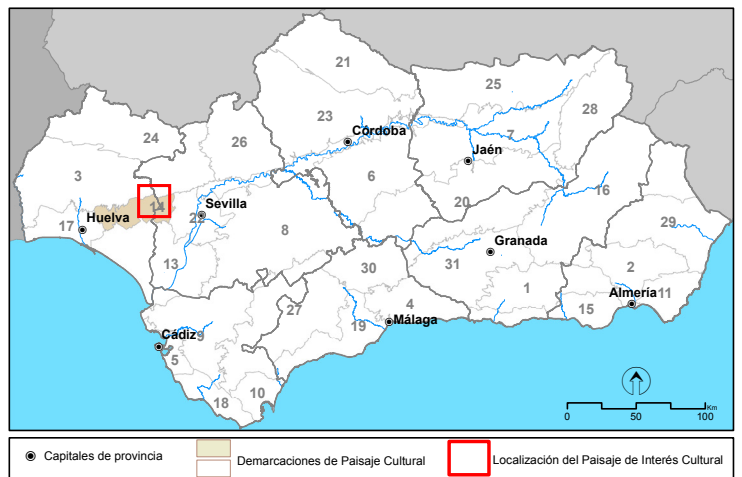 21
25
28
24
26
23
Córdoba
7
Jaén
3
6
16
14
Sevilla
20
17
Huelva
22
29
8
Granada
13
30
31
2
1
Almería
11
27
4
15
19
Málaga
9
Cádiz
5
10
18
0 50 100 Km
Capitales de provincia
Demarcaciones de Paisaje Cultural
Localización del Paisaje de Interés Cultural